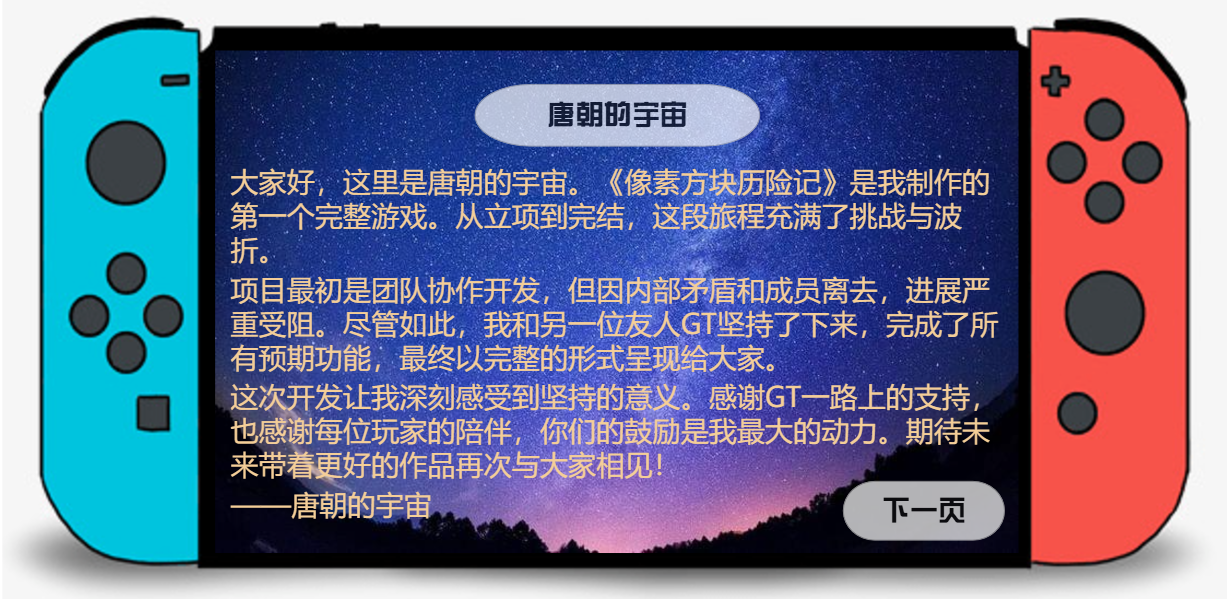 唐朝的宇宙
大家好，这里是唐朝的宇宙。《像素方块历险记》是我制作的
第一个完整游戏。从立项到完结，这段旅程充满了挑战与波
折。
项目最初是团队协作开发，但因内部矛盾和成员离去，进展严
重受阻。尽管如此，我和另一位友人GT坚持了下来，完成了所
有预期功能，最终以完整的形式呈现给大家。
这次开发让我深刻感受到坚持的意义。感谢GT一路上的支持，
也感谢每位玩家的陪伴，你们的鼓励是我最大的动力。期待未
来带着更好的作品再次与大家相见！
——唐朝的宇宙
下一页